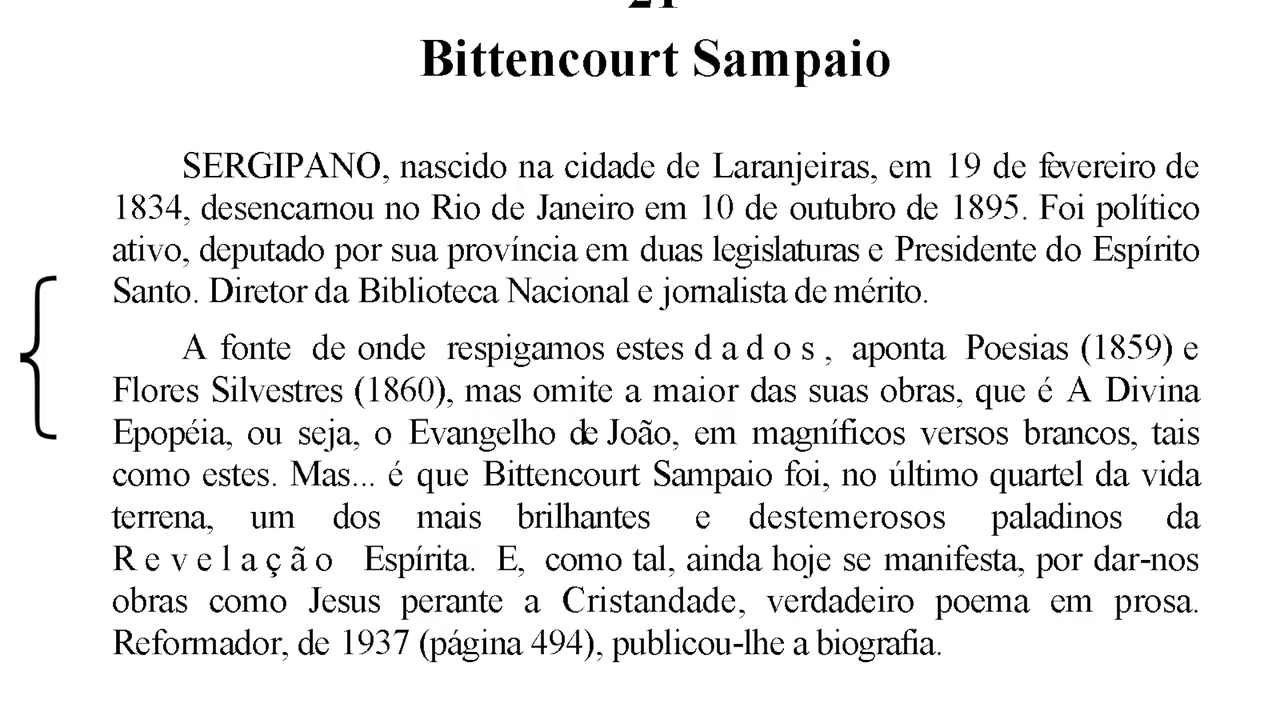 21
Bittencourt Sampaio
SERGIPANO, nascido na cidade de Laranjeiras, em 19 de fevereiro de
1834, desencarnou no Rio de Janeiro em 10 de outubro de 1895. Foi político
ativo, deputado por sua província em duas legislaturas e Presidente do Espírito
Santo. Diretor da Biblioteca Nacional e jornalista de mérito.
A fonte de onde respigamos estes dados, aponta Poesias (1859) e
Flores Silvestres (1860), mas omite a maior das suas obras, que é A Divina
Epopéia, ou seja, o Evangelho de João, em magníficos versos brancos, tais
como estes. Mas... é que Bittencourt Sampaio foi, no último quartel da vida
terrena, um dos mais brilhantes e destemerosos paladinos da
Revelação Espírita. E, como tal, ainda hoje se manifesta, por dar-nos
obras como Jesus perante a Cristandade, verdadeiro poema em prosa.
Reformador, de 1937 (página 494), publicou-lhe a biografia.